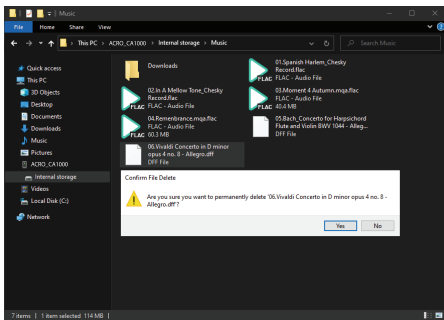 Music
File Home Share View
This PC > ACRO_CA1000 > Internal storage > Music
Search Music
Quick access
This PC
3D Objects
Desktop
Documents
Downloads
Music
Pictures
ACRO_CA1000
Internal storage
Videos
Local Disk (C:)
Network
Downloads
01.Spanish Harlem_Chesky
Record.flac
FLAC - Audio File
FLAC
02.In A Mellow Tone_Chesky
Record.flac
FLAC - Audio File
FLAC
03.Moment 4 Autumn.mqa.flac
FLAC - Audio File
40.4 MB
FLAC
04.Remenbrance.mqa.flac
FLAC - Audio File
60.3 MB
FLAC
05.Bach_Concerto for Harpsichord
Flute and Violin BWV 1044 - Alleg...
DFF File
06.Vivaldi Concerto in D minor
opus 4 no. 8 - Allegro.dff
DFF File
Confirm File Delete
Are you sure you want to permanently delete '06.Vivaldi Concerto in D minor opus 4 no. 8 -
Allegro.dff'?
Yes No
7 items 1 item selected 114 MB